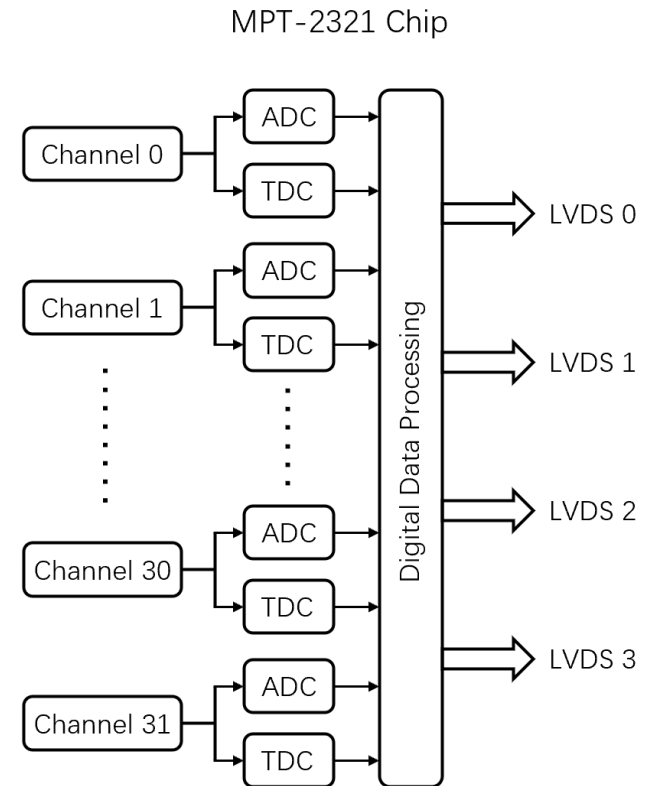 MPT-2321 Chip
Channel 0
ADC
TDC
Channel 1
ADC
TDC
Channel 30
ADC
TDC
Channel 31
ADC
TDC
Digital Data Processing
LVDS 0
LVDS 1
LVDS 2
LVDS 3